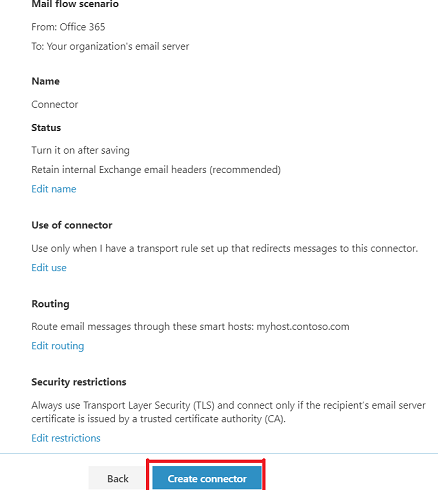 Mail flow scenario
From: Office 365
To: Your organization's email server
Name
Connector
Status
Turn it on after saving
Retain internal Exchange email headers (recommended)
Edit name
Use of connector
Use only when I have a transport rule set up that redirects messages to this connector.
Edit use
Routing
Route email messages through these smart hosts: myhost.contoso.com
Edit routing
Security restrictions
Always use Transport Layer Security (TLS) and connect only if the recipient's email server
certificate is issued by a trusted certificate authority (CA).
Edit restrictions
Back Create connector